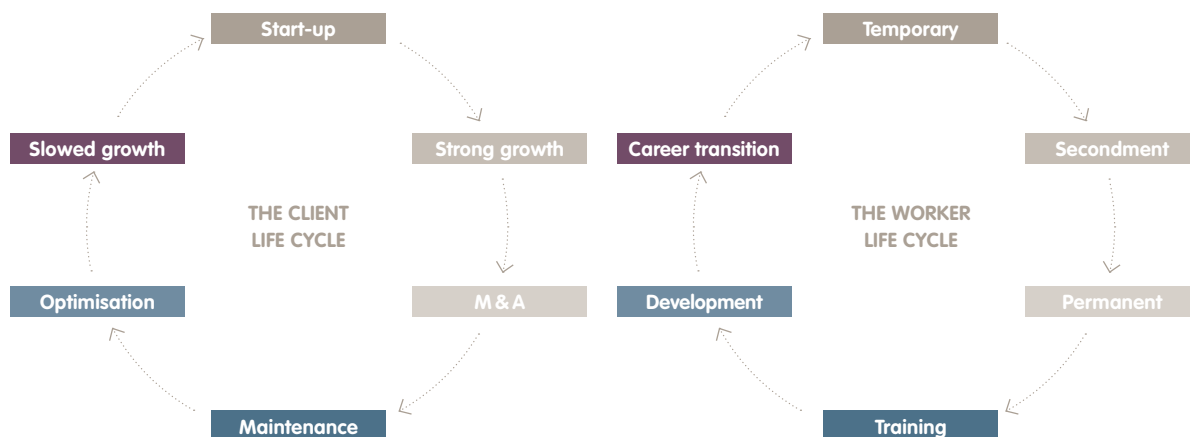 Start-up
Strong growth
M & A
Maintenance
Optimisation
Slowed growth
THE CLIENT
LIFE CYCLE
Temporary
Secondment
Permanent
Training
Development
Career transition
THE WORKER
LIFE CYCLE